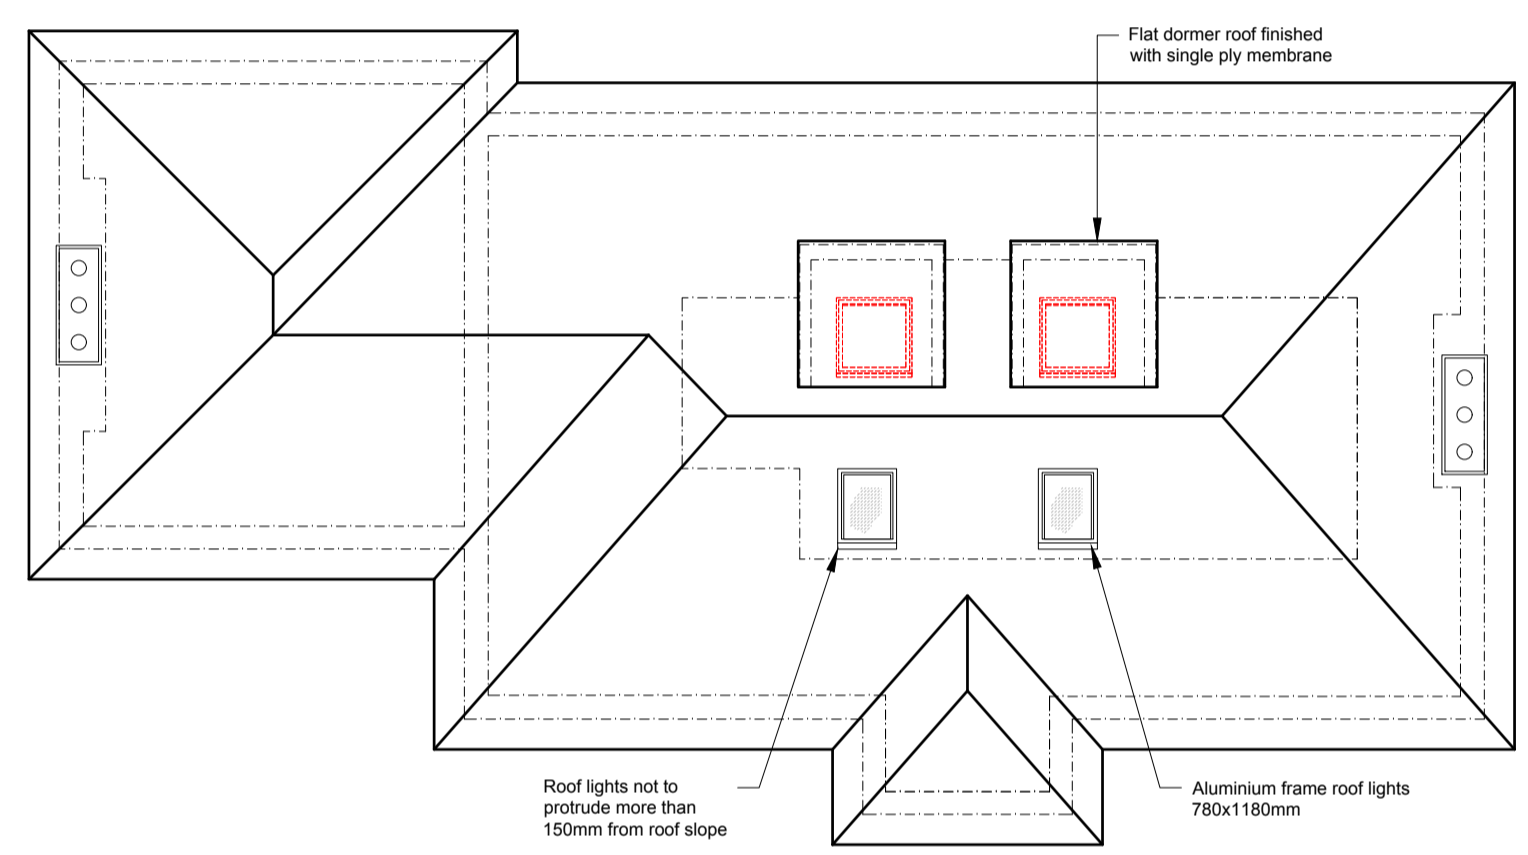 Flat dormer roof finished
with single ply membrane
Roof lights not to
protrude more than
150mm from roof slope
Aluminium frame roof lights
780x1180mm